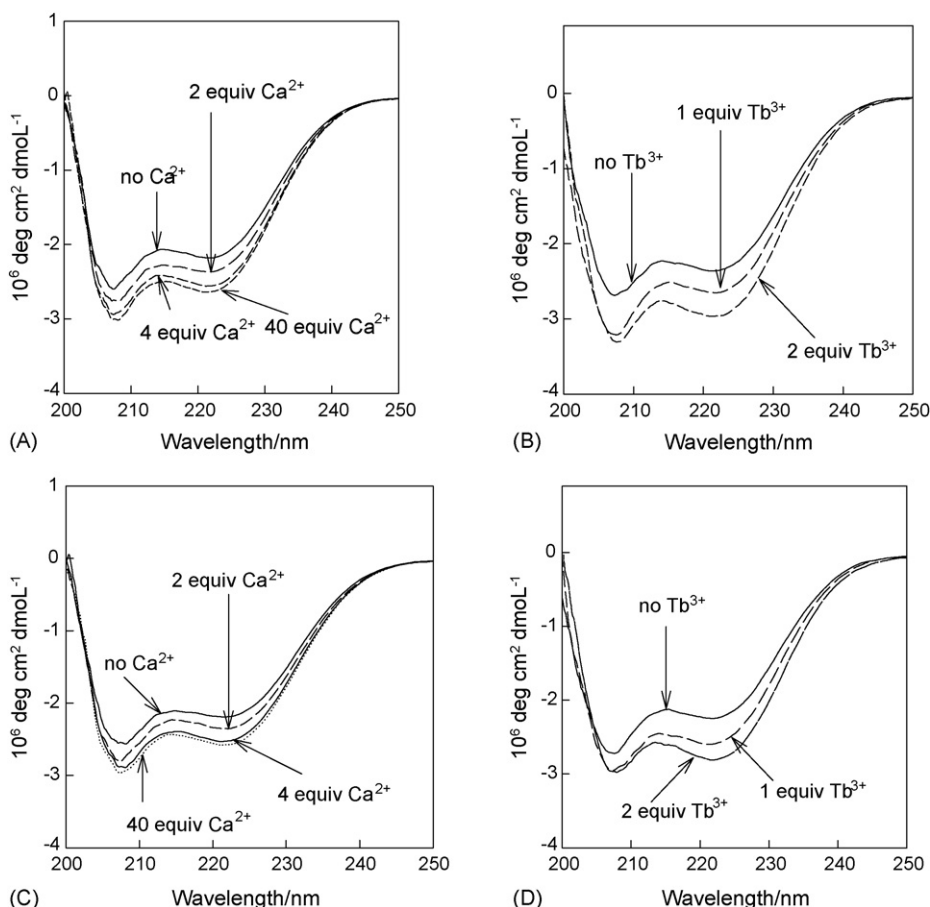 1
0
-1
-2
-3
-4
10⁶ deg cm² dmoL⁻¹
2 equiv Ca²⁺
no Ca²⁺
4 equiv Ca²⁺
40 equiv Ca²⁺
200 210 220 230 240 250
(A)
Wavelength/nm
0
-1
-2
-3
-4
10⁶ deg cm² dmoL⁻¹
1 equiv Tb³⁺
no Tb³⁺
2 equiv Tb³⁺
200 210 220 230 240 250
(B)
Wavelength/nm
1
0
-1
-2
-3
-4
10⁶ deg cm² dmoL⁻¹
2 equiv Ca²⁺
no Ca²⁺
4 equiv Ca²⁺
40 equiv Ca²⁺
200 210 220 230 240 250
(C)
Wavelength/nm
0
-1
-2
-3
-4
10⁶ deg cm² dmoL⁻¹
no Tb³⁺
1 equiv Tb³⁺
2 equiv Tb³⁺
200 210 220 230 240 250
(D)
Wavelength/nm